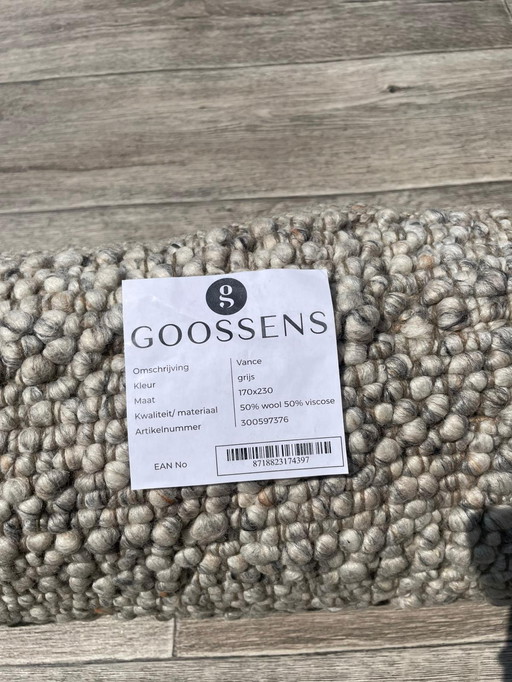 g
GOOSSENS
Omschrijving Vance
Kleur grijs
Maat 170x230
Kwaliteit/ materiaal 50% wool 50% viscose
Artikelnummer 300597376
EAN No
8718823174397